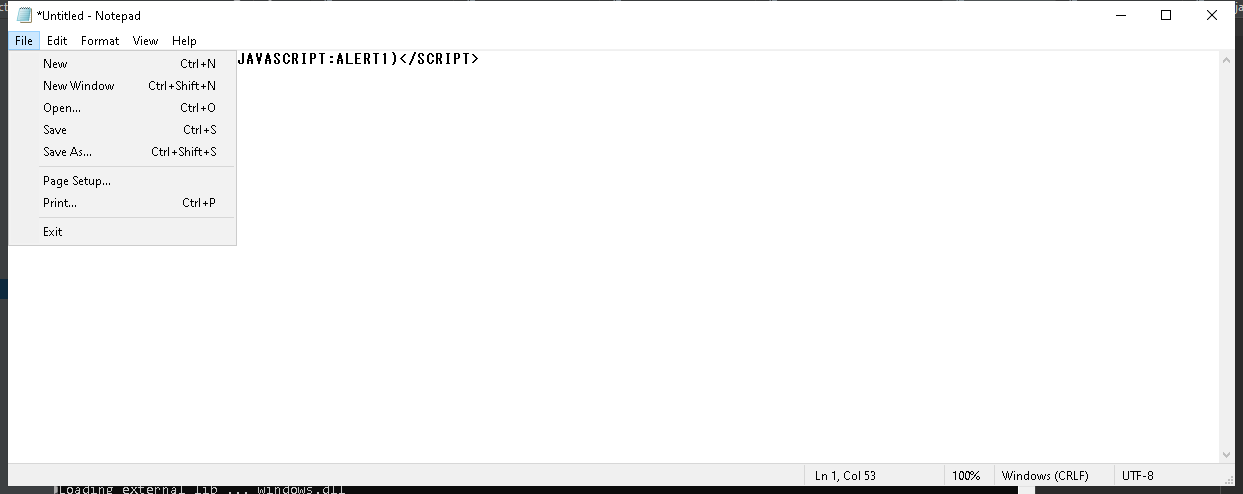 *Untitled - Notepad
File Edit Format View Help
JAVASCRIPT:ALERT1)</SCRIPT>
New Ctrl+N
New Window Ctrl+Shift+N
Open... Ctrl+O
Save Ctrl+S
Save As... Ctrl+Shift+S
Page Setup...
Print... Ctrl+P
Exit
Ln 1, Col 53 100% Windows (CRLF) UTF-8
Loading external lib ... windows.dll